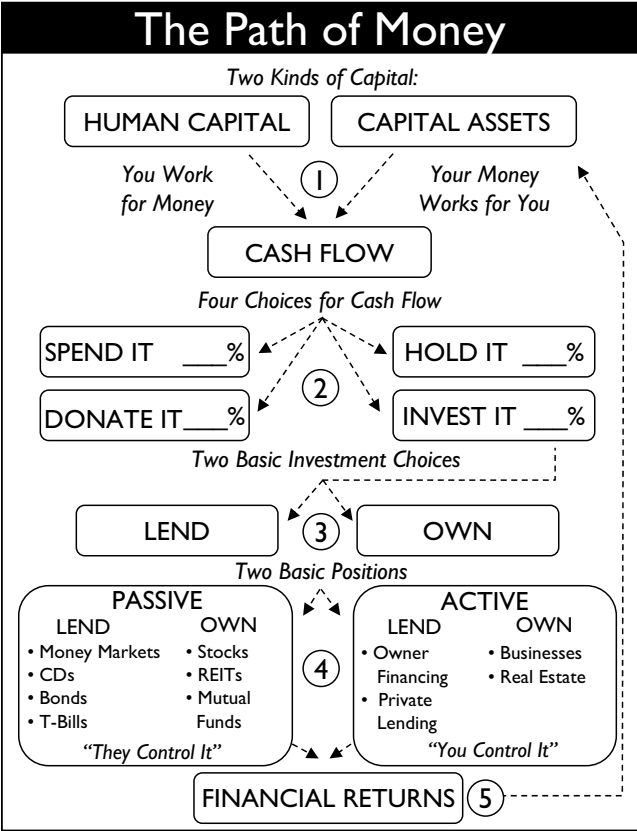 The Path of Money
Two Kinds of Capital:
HUMAN CAPITAL
CAPITAL ASSETS
You Work
for Money
1
Your Money
Works for You
CASH FLOW
Four Choices for Cash Flow
SPEND IT ___%
HOLD IT ___%
2
DONATE IT___%
INVEST IT ___%
Two Basic Investment Choices
LEND
3
OWN
Two Basic Positions
PASSIVE
LEND
• Money Markets
• CDs
• Bonds
• T-Bills
OWN
• Stocks
• REITs
• Mutual
Funds
"They Control It"
4
ACTIVE
LEND
• Owner
Financing
• Private
Lending
OWN
• Businesses
• Real Estate
"You Control It"
FINANCIAL RETURNS
5